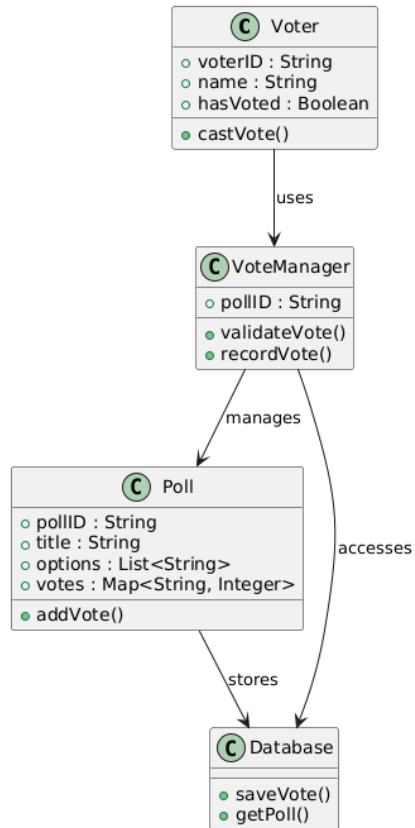 C Voter
voterID : String
name : String
hasVoted : Boolean
castVote()
uses
C VoteManager
pollID : String
validateVote()
recordVote()
manages
C Poll
pollID : String
title : String
options : List<String>
votes : Map<String, Integer>
addVote()
accesses
stores
C Database
saveVote()
getPoll()